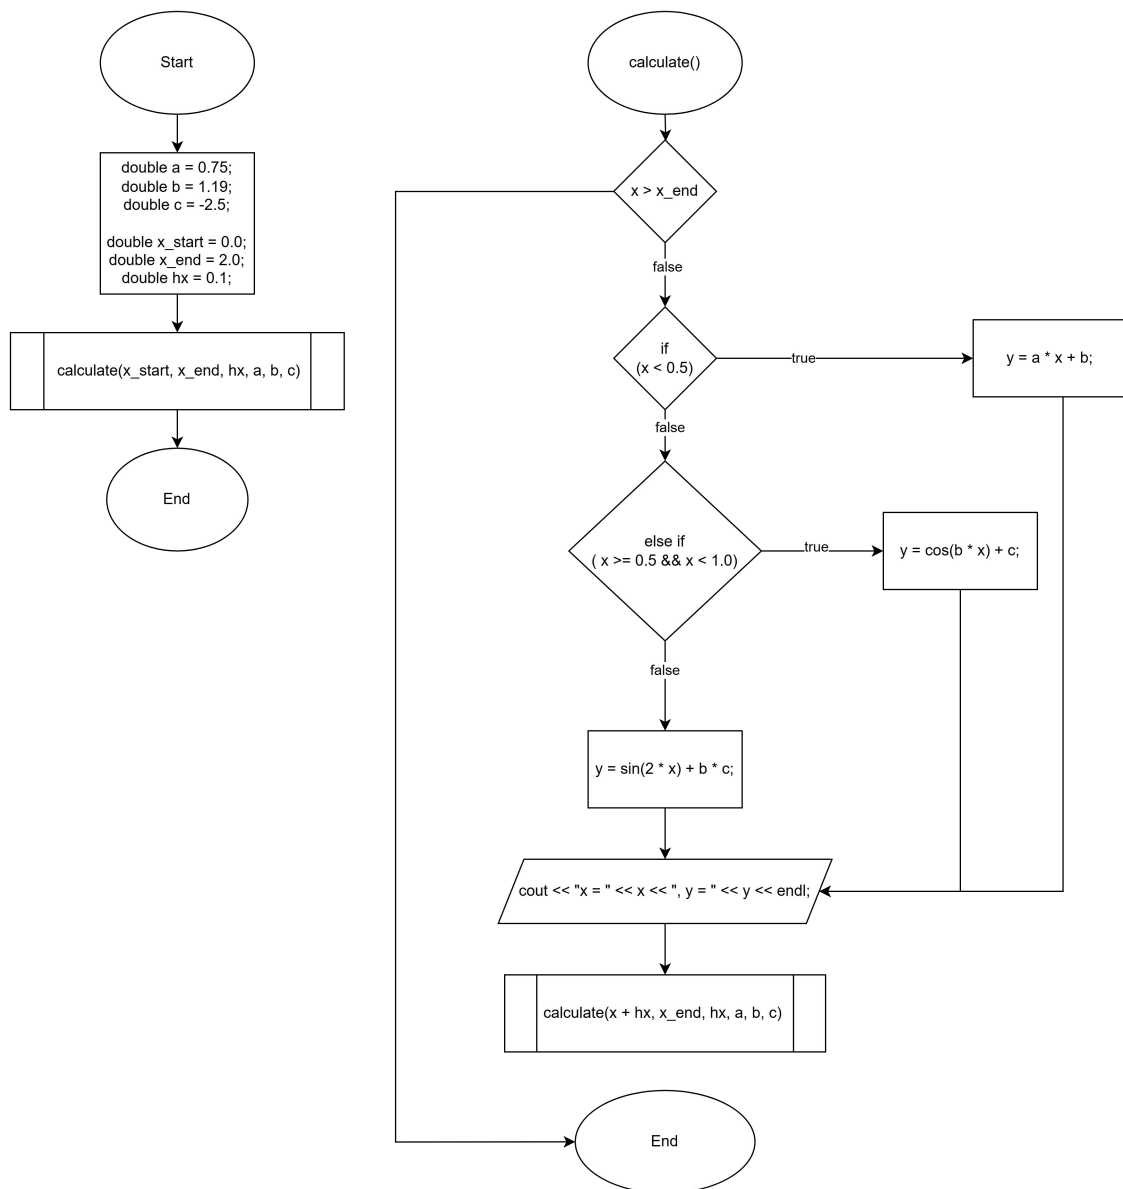 Start
double a = 0.75;
double b = 1.19;
double c = -2.5;
double x_start = 0.0;
double x_end = 2.0;
double hx = 0.1;
calculate(x_start, x_end, hx, a, b, c)
End
calculate()
x > x_end
false
if
(x < 0.5)
true
y = a * x + b;
false
else if
( x >= 0.5 && x < 1.0)
true
y = cos(b * x) + c;
false
y = sin(2 * x) + b * c;
cout << "x = " << x << ", y = " << y << endl;
calculate(x + hx, x_end, hx, a, b, c)
End